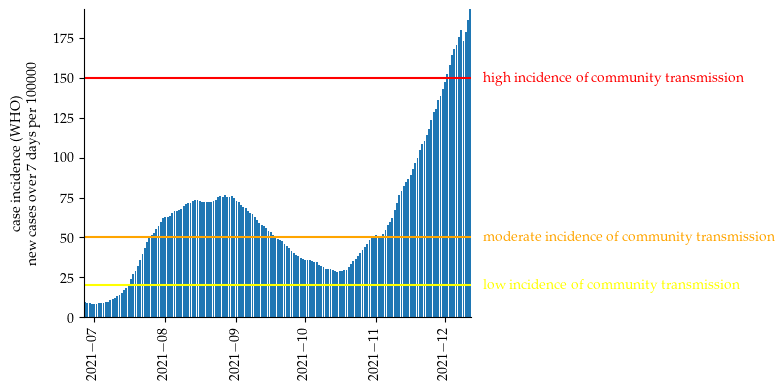 case incidence (WHO)
new cases over 7 days per 100000
175
150
125
100
75
50
25
0
high incidence of community transmission
moderate incidence of community transmission
low incidence of community transmission
2021−07
2021−08
2021−09
2021−10
2021−11
2021−12